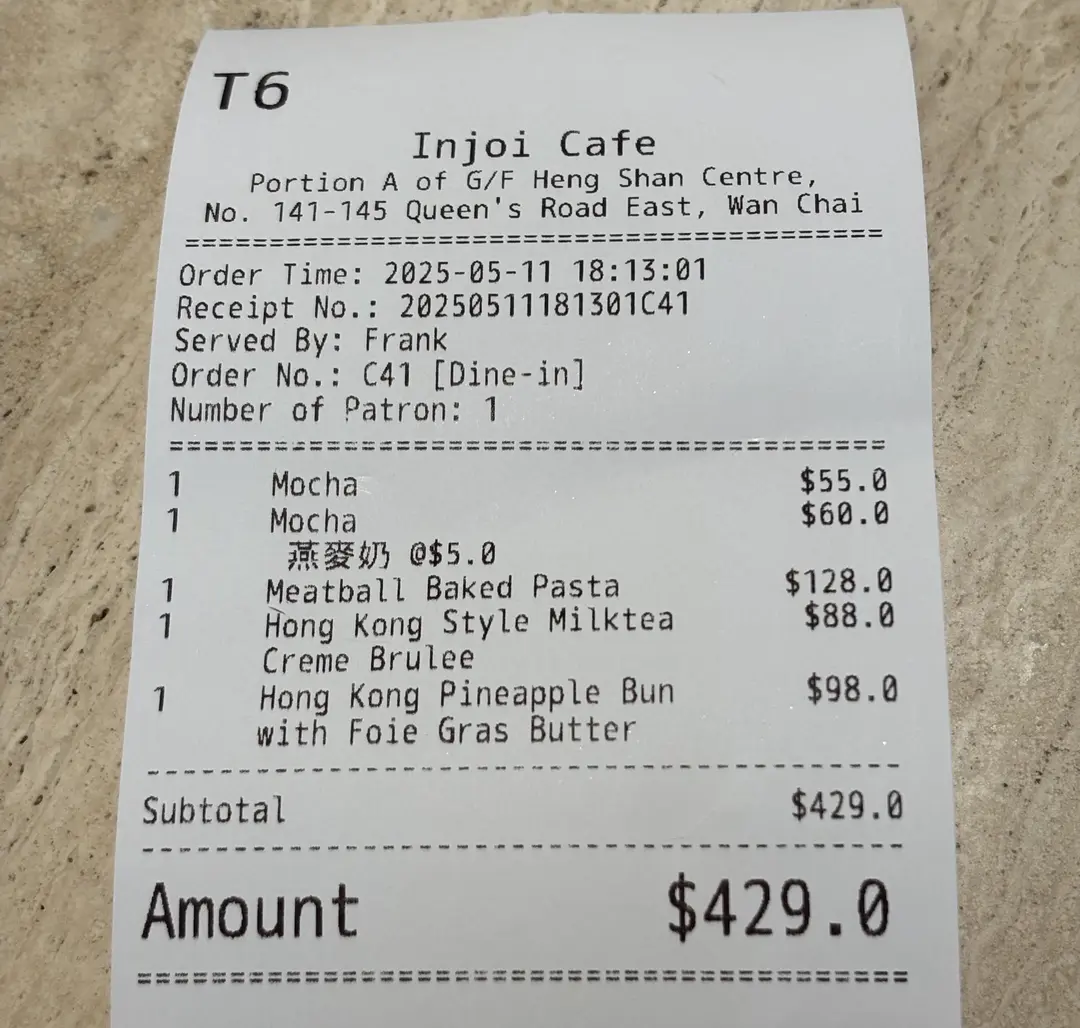 T6
Injoi Cafe
Portion A of G/F Heng Shan Centre,
No. 141-145 Queen's Road East, Wan Chai
========================================
Order Time: 2025-05-11 18:13:01
Receipt No.: 20250511181301C41
Served By: Frank
Order No.: C41 [Dine-in]
Number of Patron: 1
========================================
1 Mocha $55.0
1 Mocha $60.0
燕麥奶 @$5.0
1 Meatball Baked Pasta $128.0
1 Hong Kong Style Milktea $88.0
Creme Brulee
1 Hong Kong Pineapple Bun $98.0
with Foie Gras Butter
----------------------------------------
Subtotal $429.0
----------------------------------------
Amount $429.0
========================================